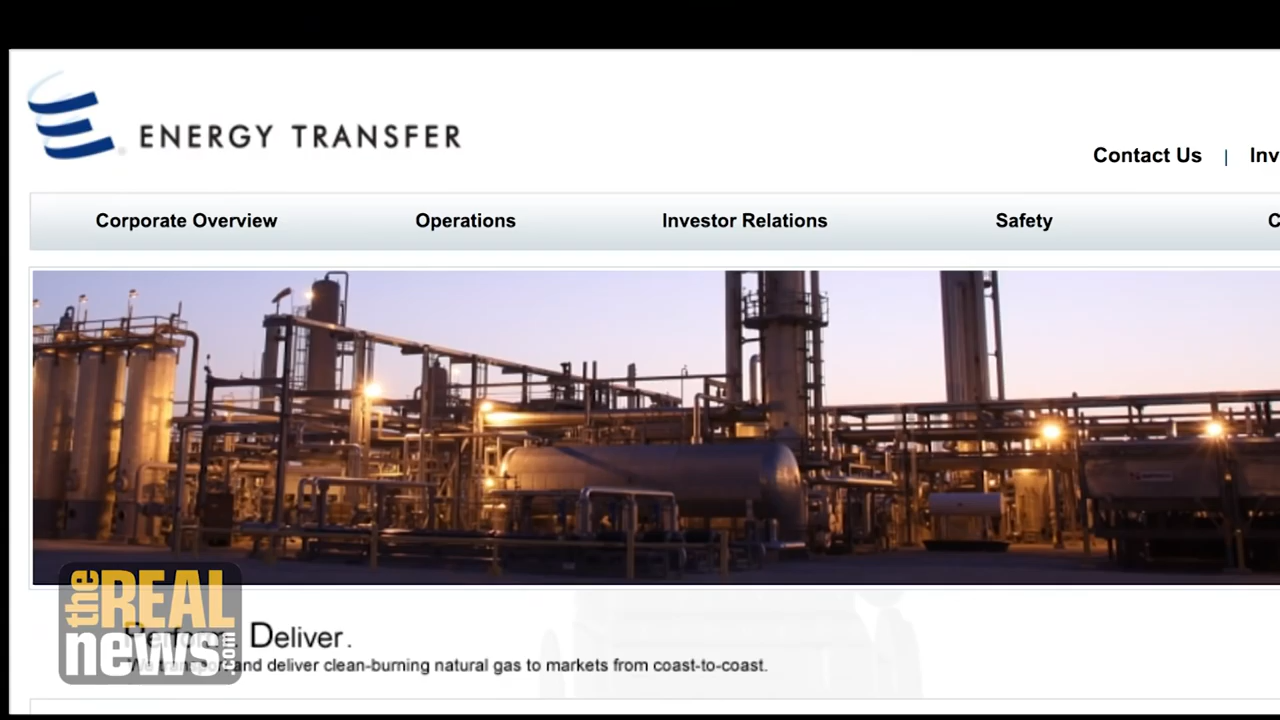 ENERGY TRANSFER
Contact Us | Inv
Corporate Overview Operations Investor Relations Safety C
Deliver.
and deliver clean-burning natural gas to markets from coast-to-coast.
the REAL
news.com